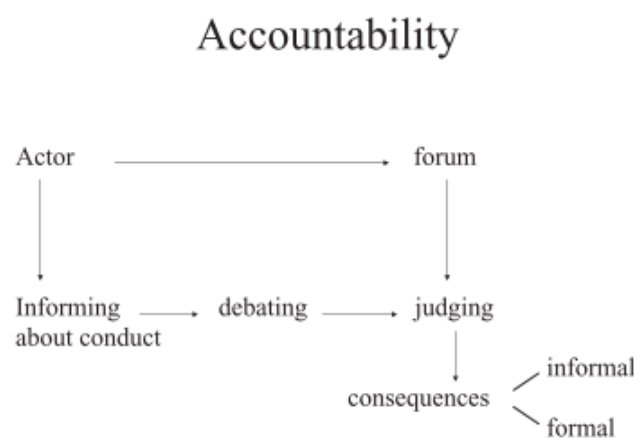 Accountability
Actor
forum
Informing
about conduct
debating
judging
consequences
informal
formal